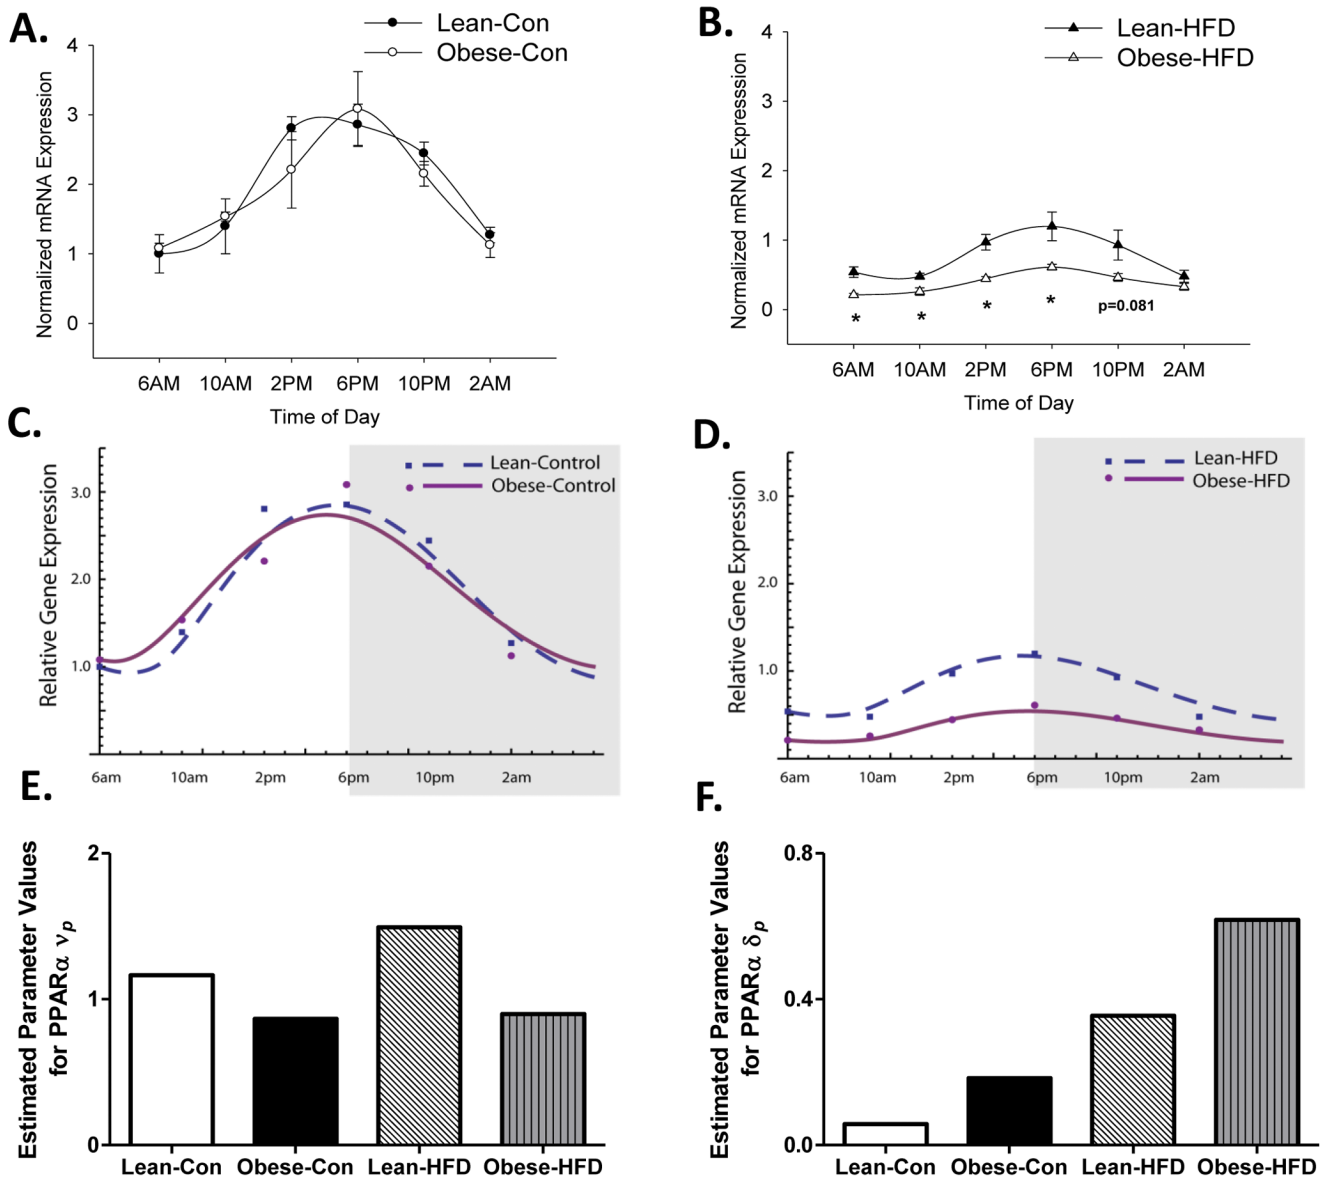 A.
Lean-Con
Obese-Con
4
3
2
1
0
Normalized mRNA Expression
6AM 10AM 2PM 6PM 10PM 2AM
Time of Day
B.
Lean-HFD
Obese-HFD
4
3
2
1
0
Normalized mRNA Expresssion
* * * * p=0.081
6AM 10AM 2PM 6PM 10PM 2AM
Time of Day
C.
Lean-Control
Obese-Control
3.0
2.0
1.0
Relative Gene Expression
6am 10am 2pm 6pm 10pm 2am
D.
Lean-HFD
Obese-HFD
3.0
2.0
1.0
Relative Gene Expression
6am 10am 2pm 6pm 10pm 2am
E.
Estimated Parameter Values
for PPARα νp
2
1
0
Lean-Con Obese-Con Lean-HFD Obese-HFD
F.
Estimated Parameter Values
for PPARα δp
0.8
0.4
0.0
Lean-Con Obese-Con Lean-HFD Obese-HFD